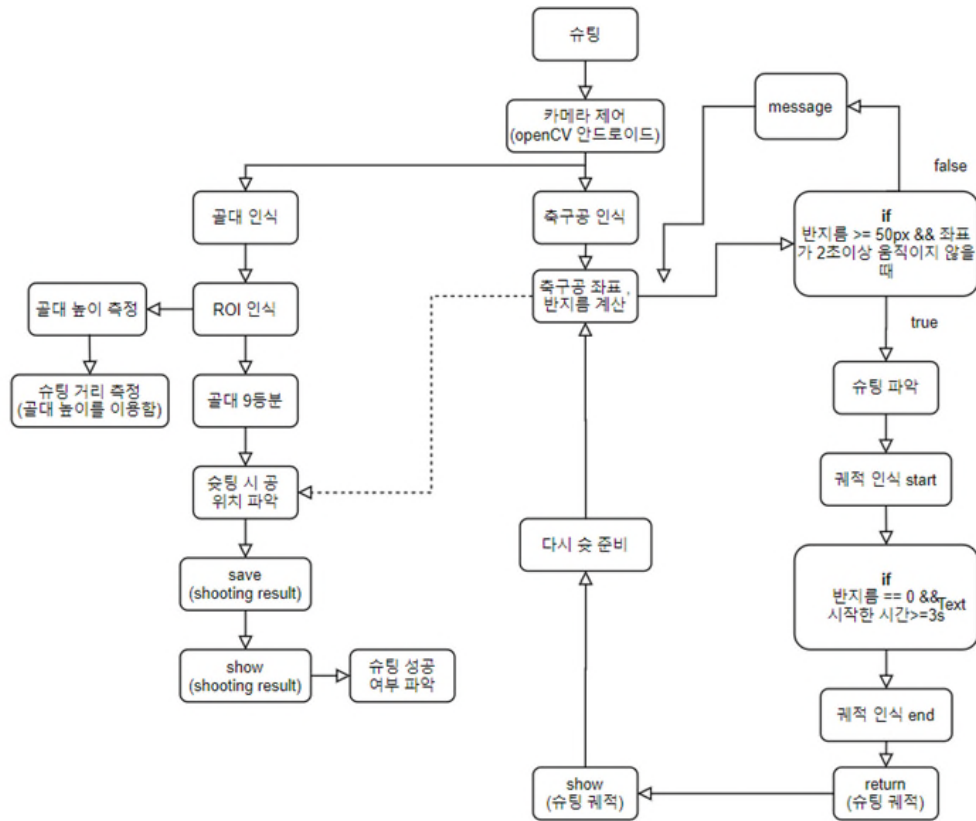 슈팅
카메라 제어
(openCV 안드로이드)
message
false
골대 인식
축구공 인식
if
반지름 >= 50px && 좌표
가 2초이상 움직이지 않을
때
골대 높이 측정
ROI 인식
축구공 좌표 ,
반지름 계산
true
슈팅 거리 측정
(골대 높이를 이용함)
골대 9등분
슈팅 파악
슛팅 시 공
위치 파악
궤적 인식 start
다시 슛 준비
save
(shooting result)
if
반지름 == 0 &&
시작한 시간>=3s
Text
show
(shooting result)
슈팅 성공
여부 파악
궤적 인식 end
show
(슈팅 궤적)
return
(슈팅 궤적)